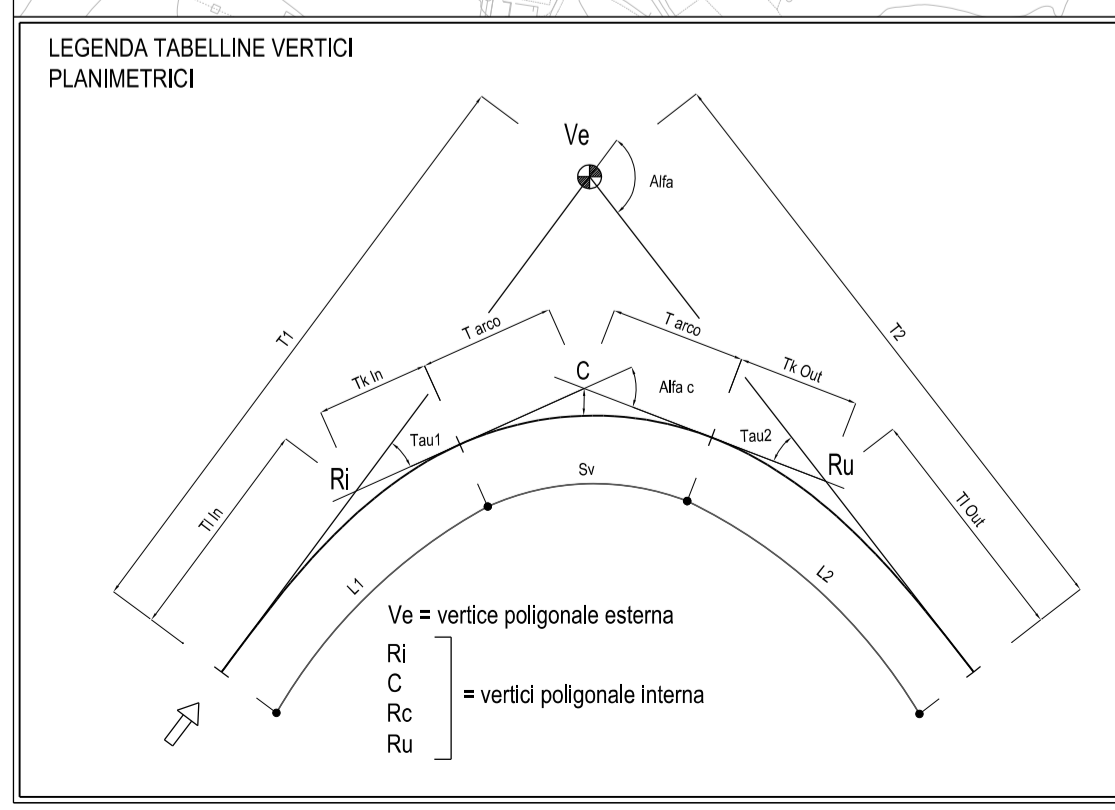 LEGENDA TABELLINE VERTICI
PLANIMETRICI
Ve
Alfa
T1
T2
T arco
T arco
Tk In
Tk Out
C
Alfa c
Tau1
Tau2
Ri
Ru
Tl In
Tl Out
Sv
L1
L2
Ve = vertice poligonale esterna
Ri
C
Rc
Ru
= vertici poligonale interna